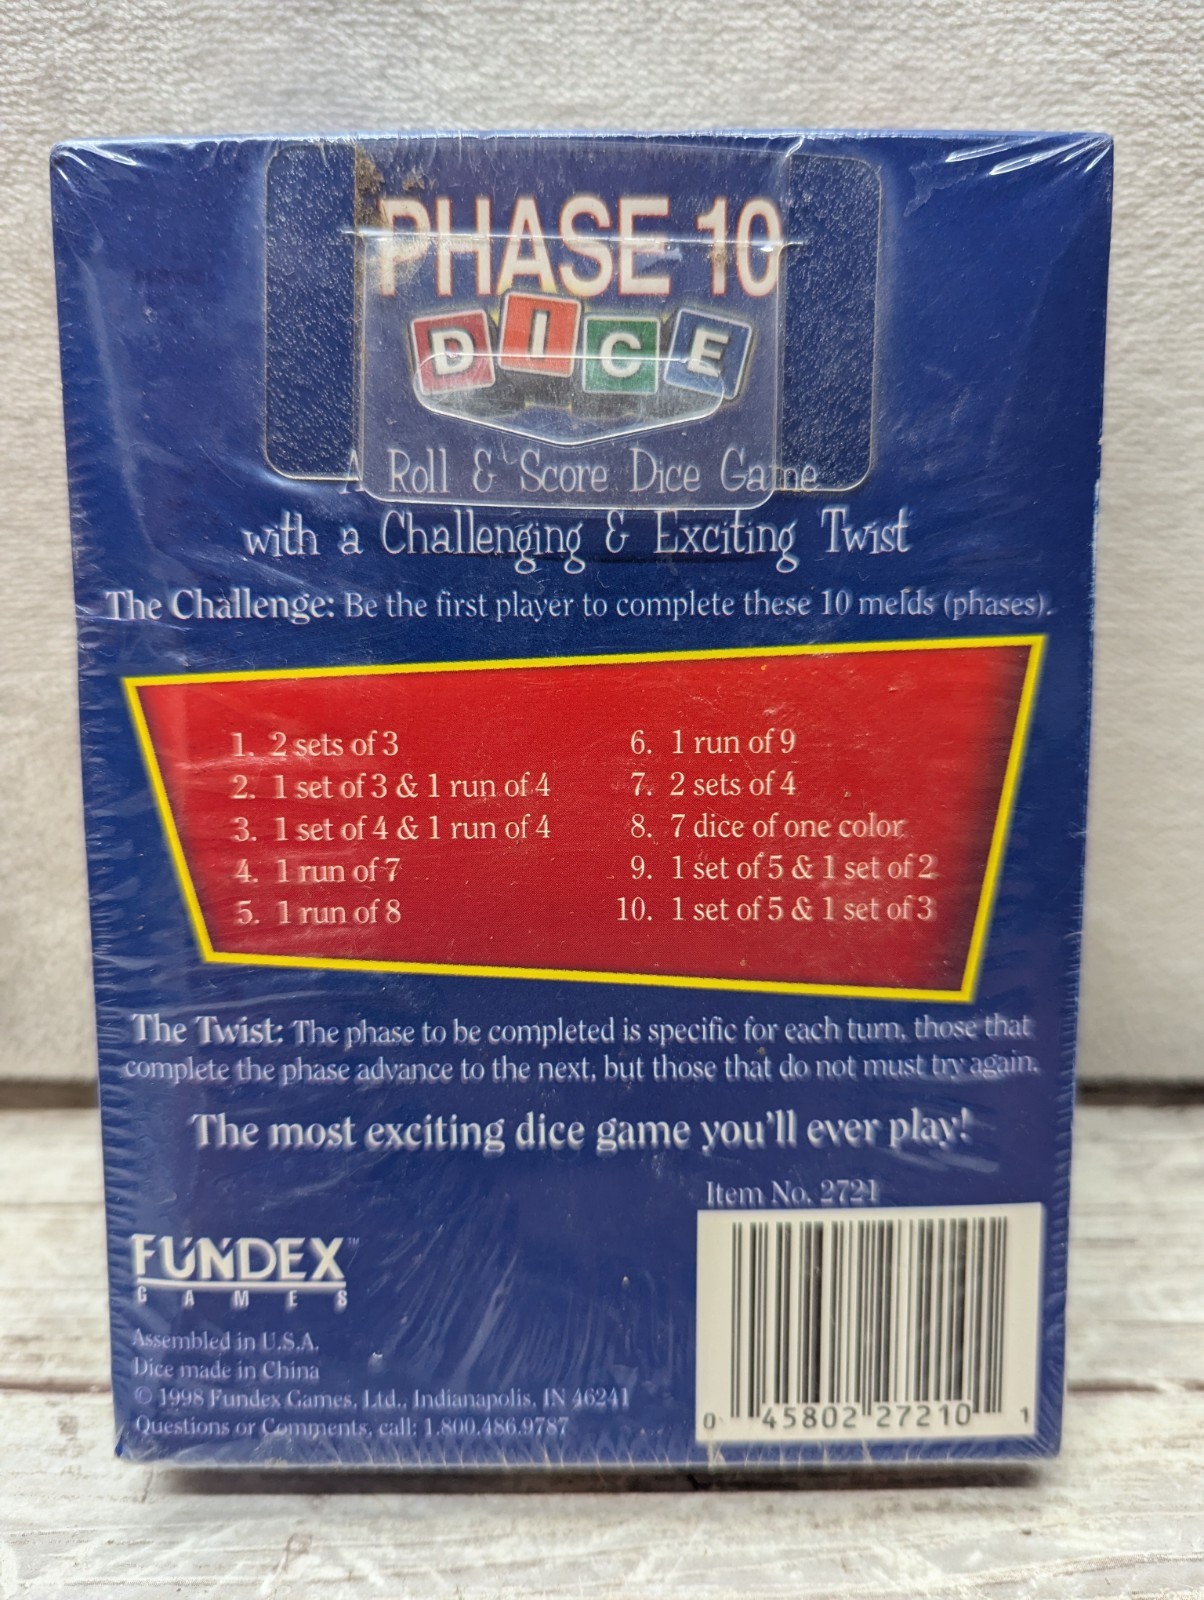 PHASE 10
DICE
A Roll & Score Dice Game
with a Challenging & Exciting Twist
The Challenge: Be the first player to complete these 10 melds (phases).
1. 2 sets of 3
2. 1 set of 3 & 1 run of 4
3. 1 set of 4 & 1 run of 4
4. 1 run of 7
5. 1 run of 8
6. 1 run of 9
7. 2 sets of 4
8. 7 dice of one color
9. 1 set of 5 & 1 set of 2
10. 1 set of 5 & 1 set of 3
The Twist: The phase to be completed is specific for each turn, those that
complete the phase advance to the next, but those that do not must try again.
The most exciting dice game you'll ever play!
Item No. 2721
FUNDEX™
GAMES
Assembled in U.S.A.
Dice made in China
© 1998 Fundex Games, Ltd., Indianapolis, IN 46241
Questions or Comments, call: 1.800.486.9787
0 45802 27210 1